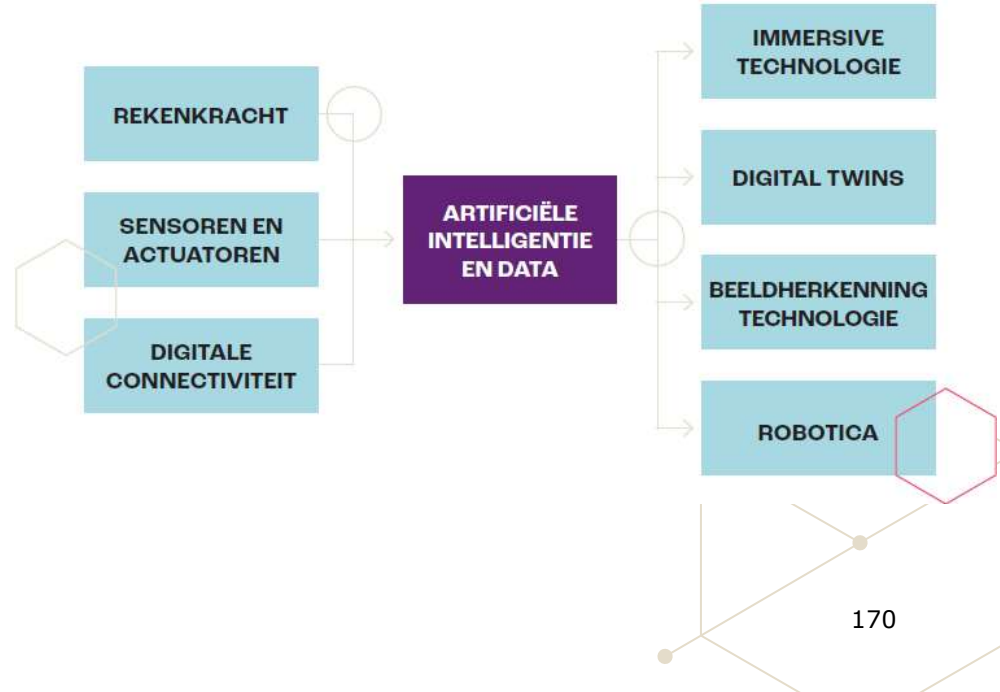 REKENKRACHT
SENSOREN EN
ACTUATOREN
DIGITALE
CONNECTIVITEIT
ARTIFICIËLE
INTELLIGENTIE
EN DATA
IMMERSIVE
TECHNOLOGIE
DIGITAL TWINS
BEELDHERKENNING
TECHNOLOGIE
ROBOTICA
170